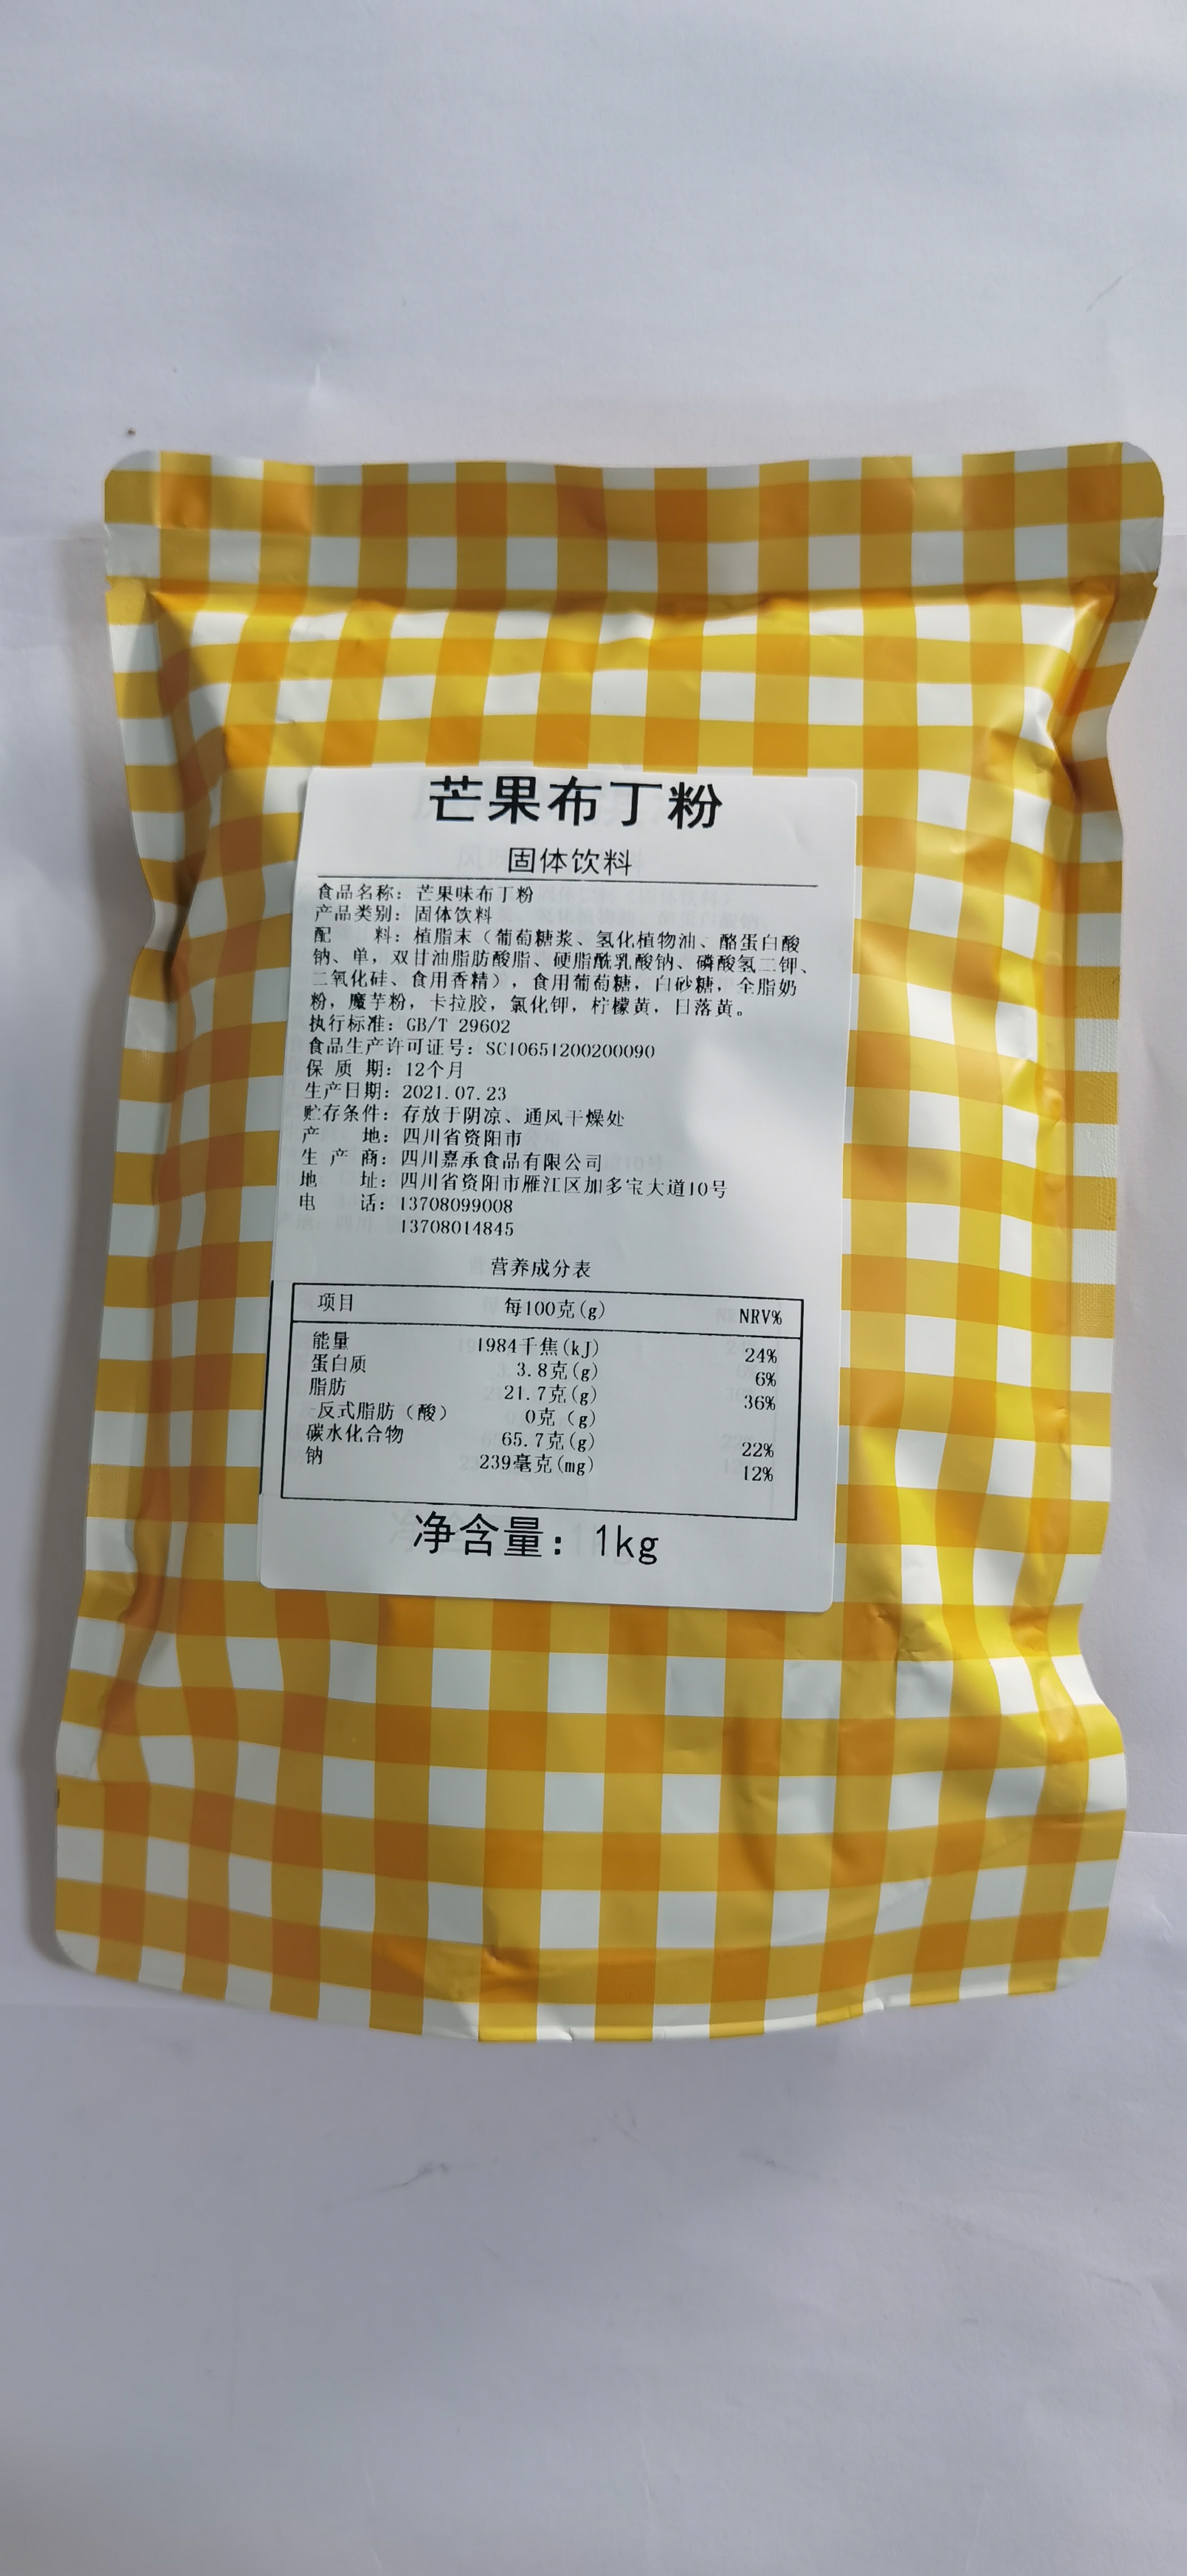 芒果布丁粉
固体饮料
食品名称：芒果味布丁粉
产品类别：固体饮料
配 料：植脂末（葡萄糖浆、氢化植物油、酪蛋白酸
钠、单，双甘油脂肪酸脂、硬脂酰乳酸钠、磷酸氢二钾、
二氧化硅、食用香精），食用葡萄糖，白砂糖，全脂奶
粉，魔芋粉，卡拉胶，氯化钾，柠檬黄，日落黄。
执行标准：GB/T 29602
食品生产许可证号：SC10651200200090
保 质 期：12个月
生产日期：2021.07.23
贮存条件：存放于阴凉、通风干燥处
产 地：四川省资阳市
生 产 商：四川嘉承食品有限公司
地 址：四川省资阳市雁江区加多宝大道10号
电 话：13708099008
13708014845
营养成分表
项目 每100克(g) NRV%
能量 1984千焦(kJ) 24%
蛋白质 3.8克(g) 6%
脂肪 21.7克(g) 36%
-反式脂肪（酸） 0克（g）
碳水化合物 65.7克(g) 22%
钠 239毫克(mg) 12%
净含量：1kg